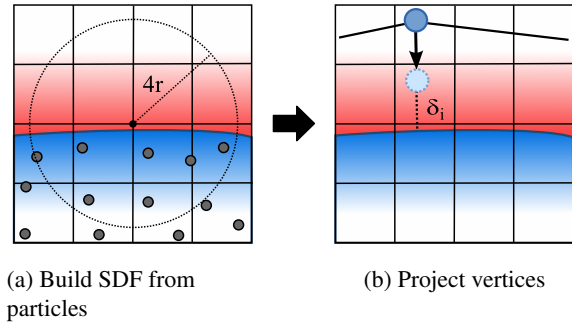 4r
δi
(a) Build SDF from
particles
(b) Project vertices